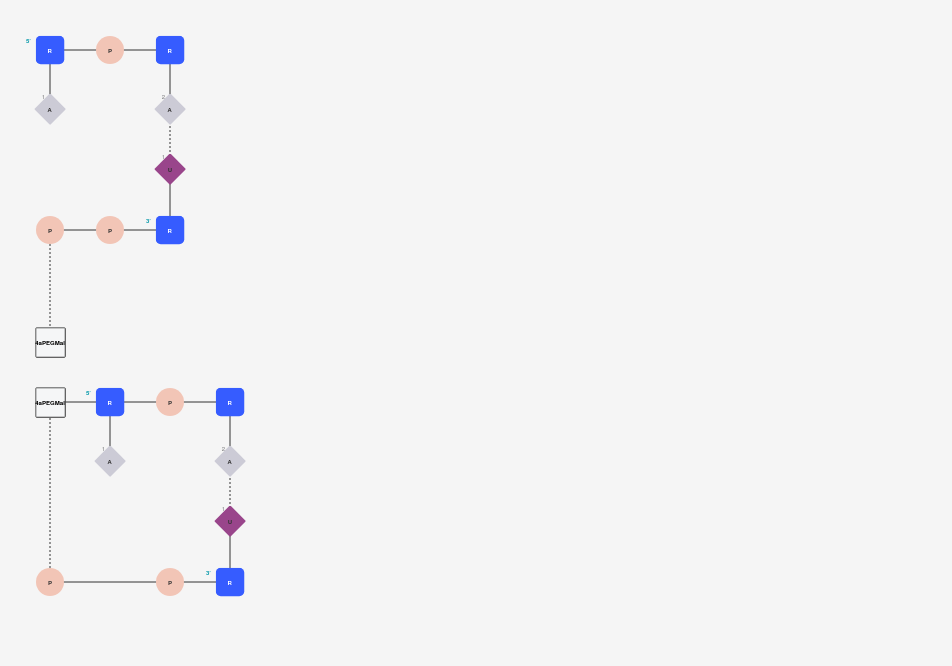 5'
R P R
1 2
A A
1
U
3'
P P R
4aPEGMal
4aPEGMal
5'
R P R
1 2
A A
1
U
3'
P P R